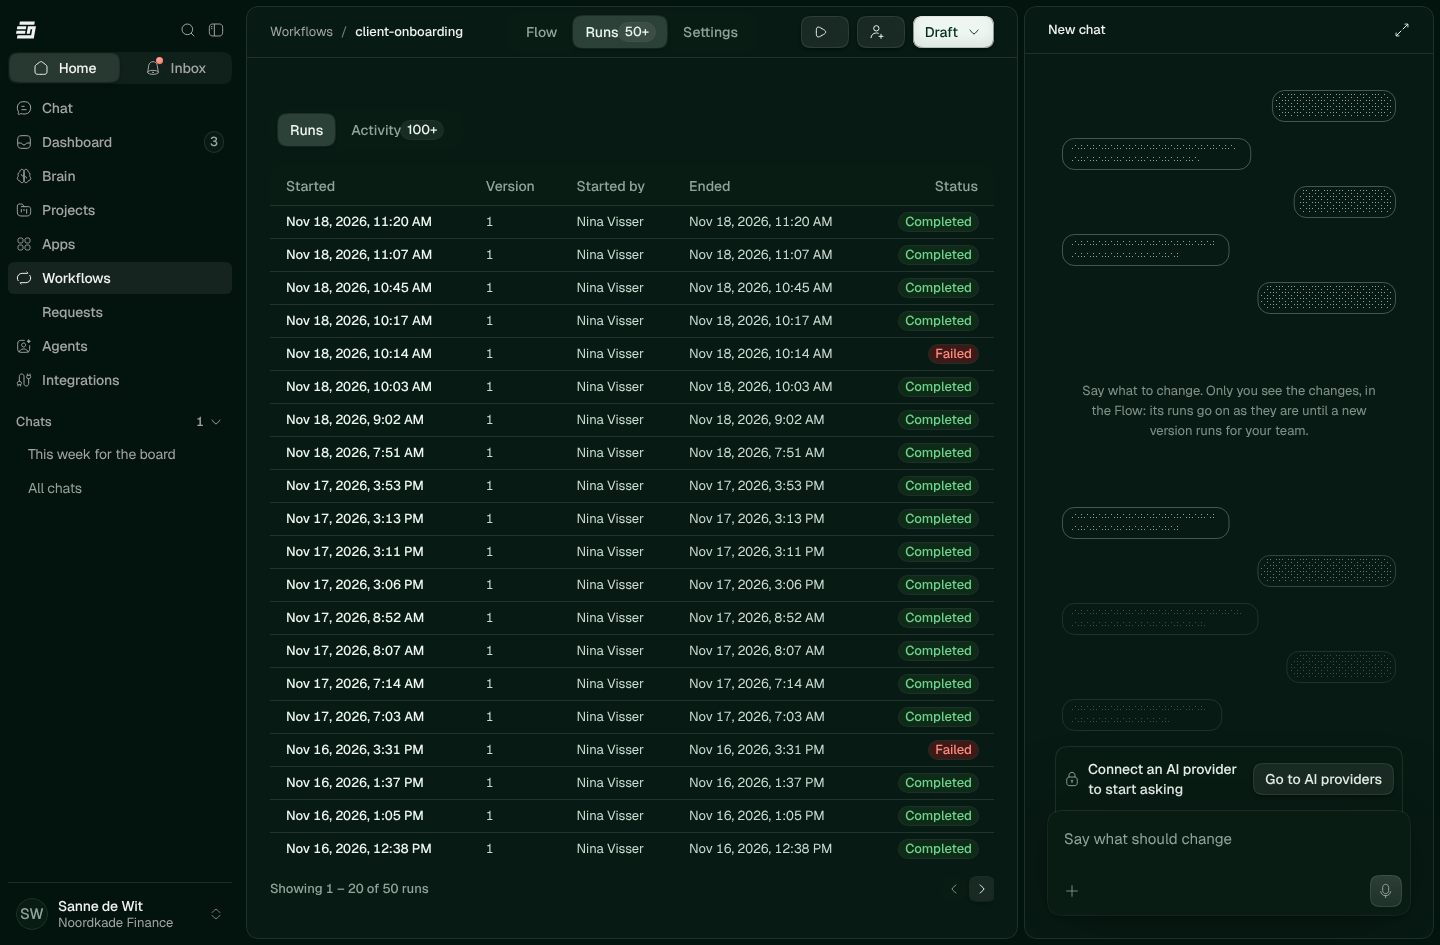 Home
Inbox
Chat
Dashboard 3
Brain
Projects
Apps
Workflows
Requests
Agents
Integrations
Chats 1
This week for the board
All chats
SW
Sanne de Wit
Noordkade Finance
Workflows / client-onboarding
Flow
Runs 50+
Settings
Draft
Runs
Activity 100+
Started Version Started by Ended Status
Nov 18, 2026, 11:20 AM 1 Nina Visser Nov 18, 2026, 11:20 AM Completed
Nov 18, 2026, 11:07 AM 1 Nina Visser Nov 18, 2026, 11:07 AM Completed
Nov 18, 2026, 10:45 AM 1 Nina Visser Nov 18, 2026, 10:45 AM Completed
Nov 18, 2026, 10:17 AM 1 Nina Visser Nov 18, 2026, 10:17 AM Completed
Nov 18, 2026, 10:14 AM 1 Nina Visser Nov 18, 2026, 10:14 AM Failed
Nov 18, 2026, 10:03 AM 1 Nina Visser Nov 18, 2026, 10:03 AM Completed
Nov 18, 2026, 9:02 AM 1 Nina Visser Nov 18, 2026, 9:02 AM Completed
Nov 18, 2026, 7:51 AM 1 Nina Visser Nov 18, 2026, 7:51 AM Completed
Nov 17, 2026, 3:53 PM 1 Nina Visser Nov 17, 2026, 3:53 PM Completed
Nov 17, 2026, 3:13 PM 1 Nina Visser Nov 17, 2026, 3:13 PM Completed
Nov 17, 2026, 3:11 PM 1 Nina Visser Nov 17, 2026, 3:11 PM Completed
Nov 17, 2026, 3:06 PM 1 Nina Visser Nov 17, 2026, 3:06 PM Completed
Nov 17, 2026, 8:52 AM 1 Nina Visser Nov 17, 2026, 8:52 AM Completed
Nov 17, 2026, 8:07 AM 1 Nina Visser Nov 17, 2026, 8:07 AM Completed
Nov 17, 2026, 7:14 AM 1 Nina Visser Nov 17, 2026, 7:14 AM Completed
Nov 17, 2026, 7:03 AM 1 Nina Visser Nov 17, 2026, 7:03 AM Completed
Nov 16, 2026, 3:31 PM 1 Nina Visser Nov 16, 2026, 3:31 PM Failed
Nov 16, 2026, 1:37 PM 1 Nina Visser Nov 16, 2026, 1:37 PM Completed
Nov 16, 2026, 1:05 PM 1 Nina Visser Nov 16, 2026, 1:05 PM Completed
Nov 16, 2026, 12:38 PM 1 Nina Visser Nov 16, 2026, 12:38 PM Completed
Showing 1 – 20 of 50 runs
New chat
Say what to change. Only you see the changes, in
the Flow: its runs go on as they are until a new
version runs for your team.
Connect an AI provider
to start asking
Go to AI providers
Say what should change